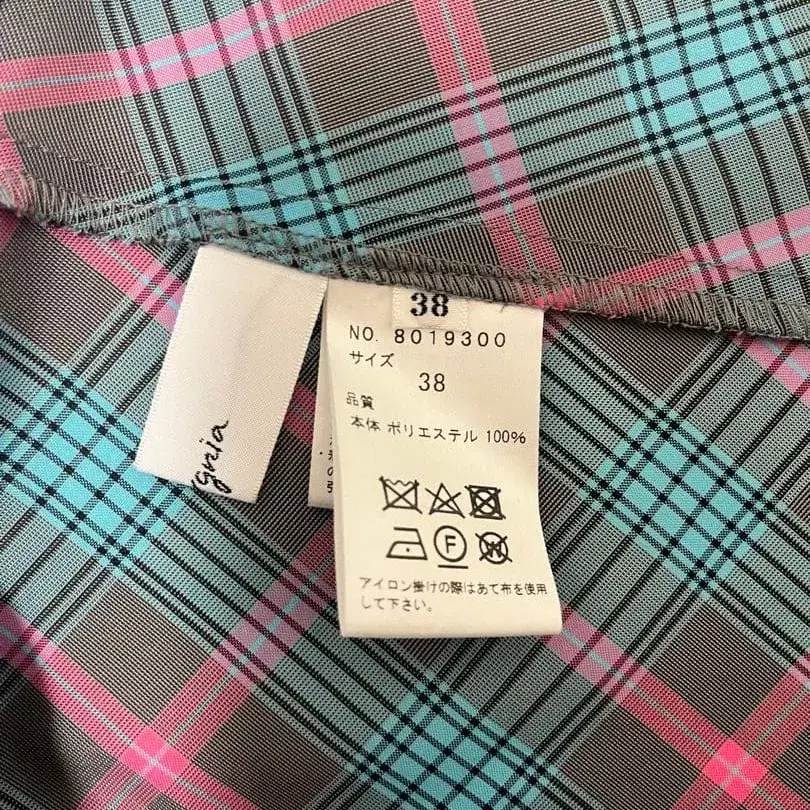 38
NO. 8019300
サイズ
38
品質
本体 ポリエステル 100%
F
W
アイロン掛けの際はあて布を使用
して下さい。